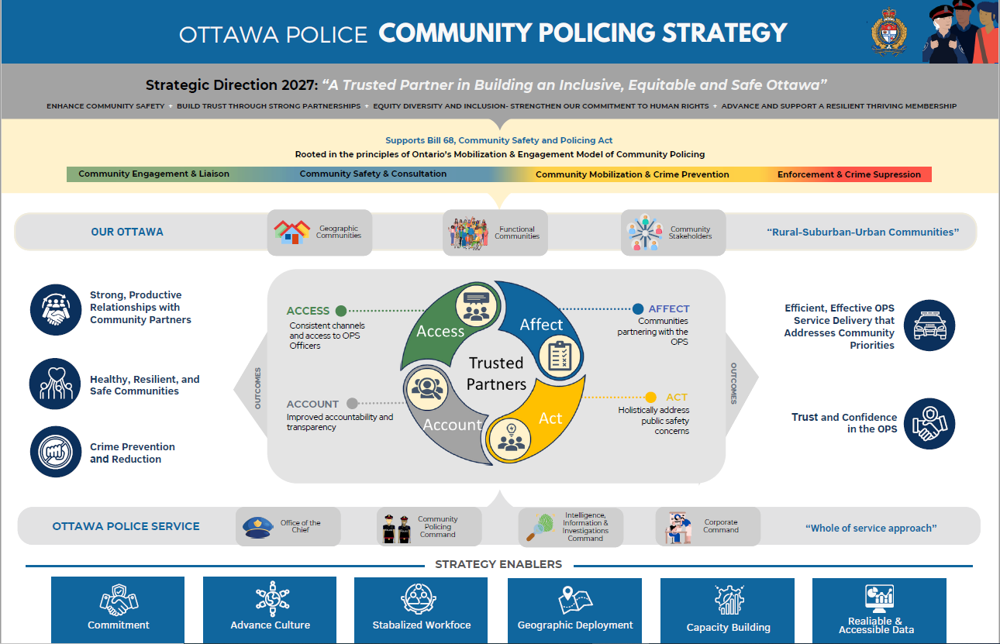 OTTAWA POLICE COMMUNITY POLICING STRATEGY
Strategic Direction 2027: “A Trusted Partner in Building an Inclusive, Equitable and Safe Ottawa”
ENHANCE COMMUNITY SAFETY + BUILD TRUST THROUGH STRONG PARTNERSHIPS + EQUITY DIVERSITY AND INCLUSION- STRENGTHEN OUR COMMITMENT TO HUMAN RIGHTS + ADVANCE AND SUPPORT A RESILIENT THRIVING MEMBERSHIP
Supports Bill 68, Community Safety and Policing Act
Rooted in the principles of Ontario’s Mobilization & Engagement Model of Community Policing
Community Engagement & Liaison
Community Safety & Consultation
Community Mobilization & Crime Prevention
Enforcement & Crime Supression
OUR OTTAWA
Geographic
Communities
Functional
Communities
Community
Stakeholders
“Rural-Suburban-Urban Communities”
Strong, Productive
Relationships with
Community Partners
Healthy, Resilient, and
Safe Communities
Crime Prevention
and Reduction
OUTCOMES
ACCESS
Consistent channels
and access to OPS
Officers
ACCOUNT
Improved accountability and
transparency
Access
Affect
Trusted
Partners
Account
Act
AFFECT
Communities
partnering with the
OPS
ACT
Holistically address
public safety
concerns
OUTCOMES
Efficient, Effective OPS
Service Delivery that
Addresses Community
Priorities
Trust and Confidence
in the OPS
OTTAWA POLICE SERVICE
Office of the
Chief
Community
Policing
Command
Intelligence,
Information &
Investigations
Command
Corporate
Command
“Whole of service approach”
STRATEGY ENABLERS
Commitment
Advance Culture
Stabalized Workfoce
Geographic Deployment
Capacity Building
Realiable &
Accessible Data